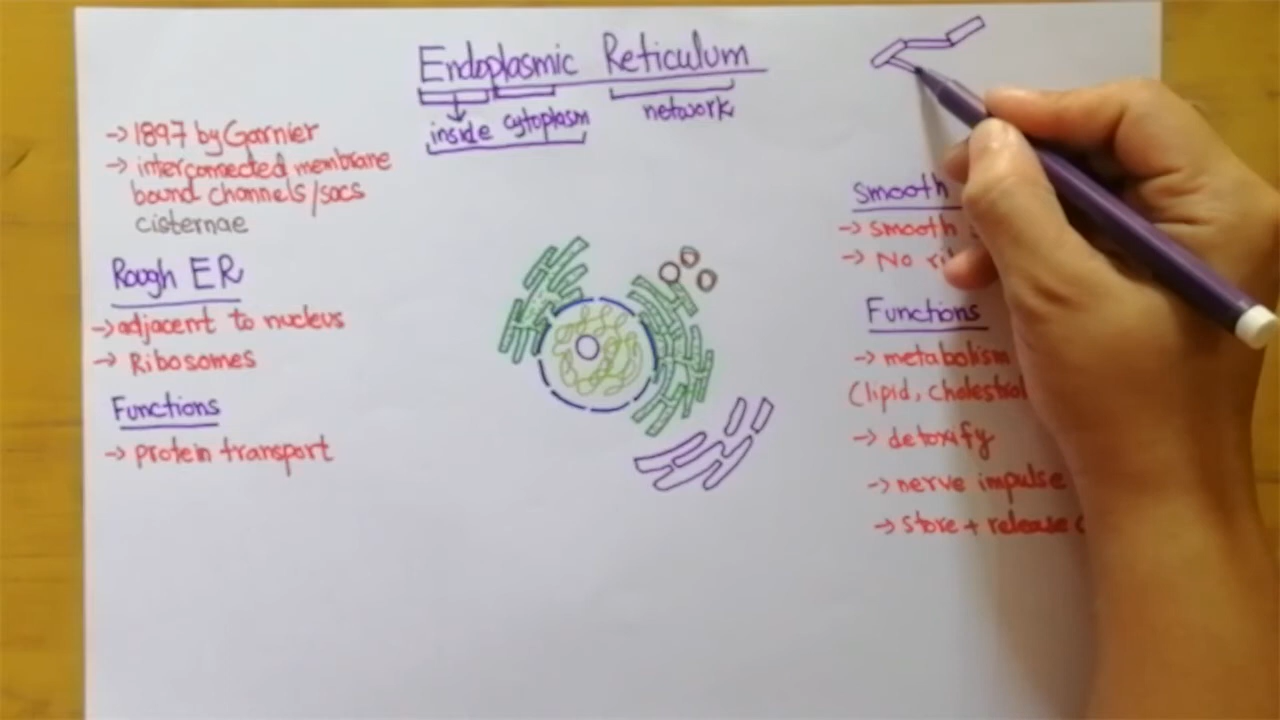 Endoplasmic Reticulum
inside cytoplasm
network
→ 1897 by Garnier
→ interconnected membrane
bound channels/sacs
cisternae
Rough ER
→ adjacent to nucleus
→ Ribosomes
Functions
→ protein transport
Smooth
→ smooth
→ No
Functions
→ metabolism
(lipid, cholestrol
→ detoxify
→ nerve impulse
→ store + release